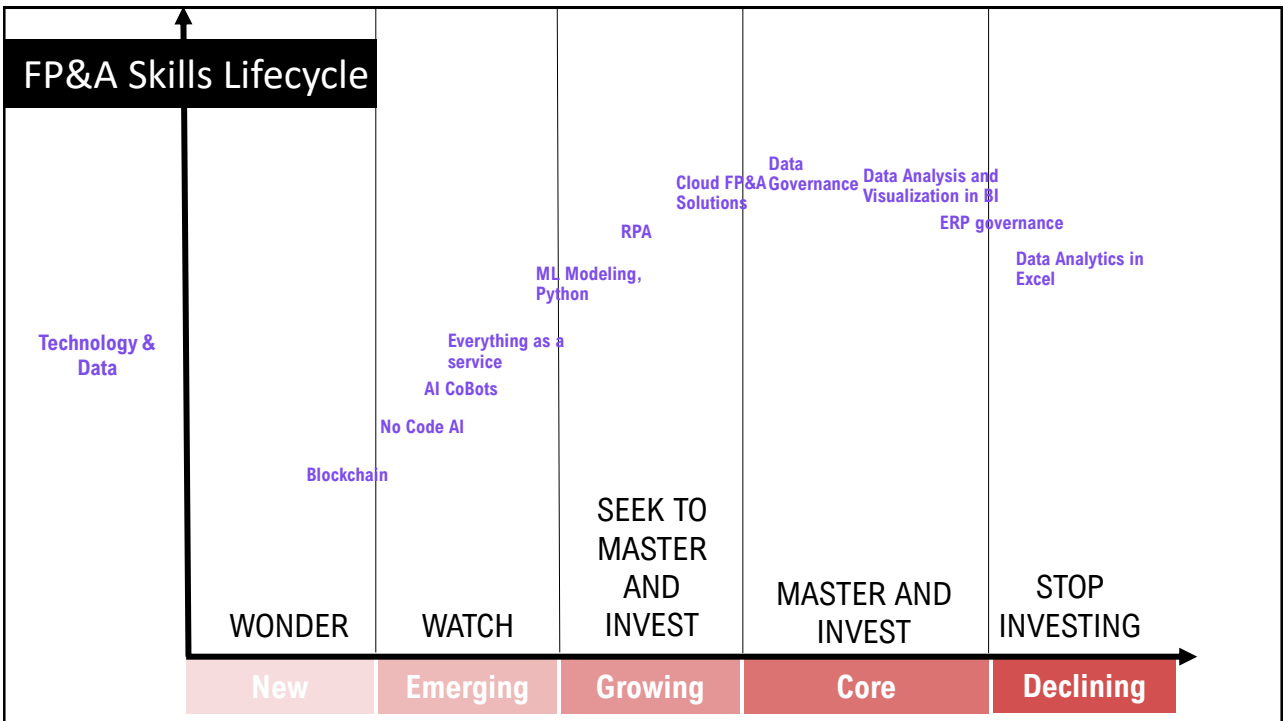 FP&A Skills Lifecycle
Data
Governance
Cloud FP&A
Solutions
Data Analysis and
Visualization in BI
RPA
ERP governance
ML Modeling,
Python
Data Analytics in
Excel
Technology &
Data
Everything as a
service
AI CoBots
No Code AI
Blockchain
WONDER
WATCH
SEEK TO
MASTER
AND
INVEST
MASTER AND
INVEST
STOP
INVESTING
New
Emerging
Growing
Core
Declining